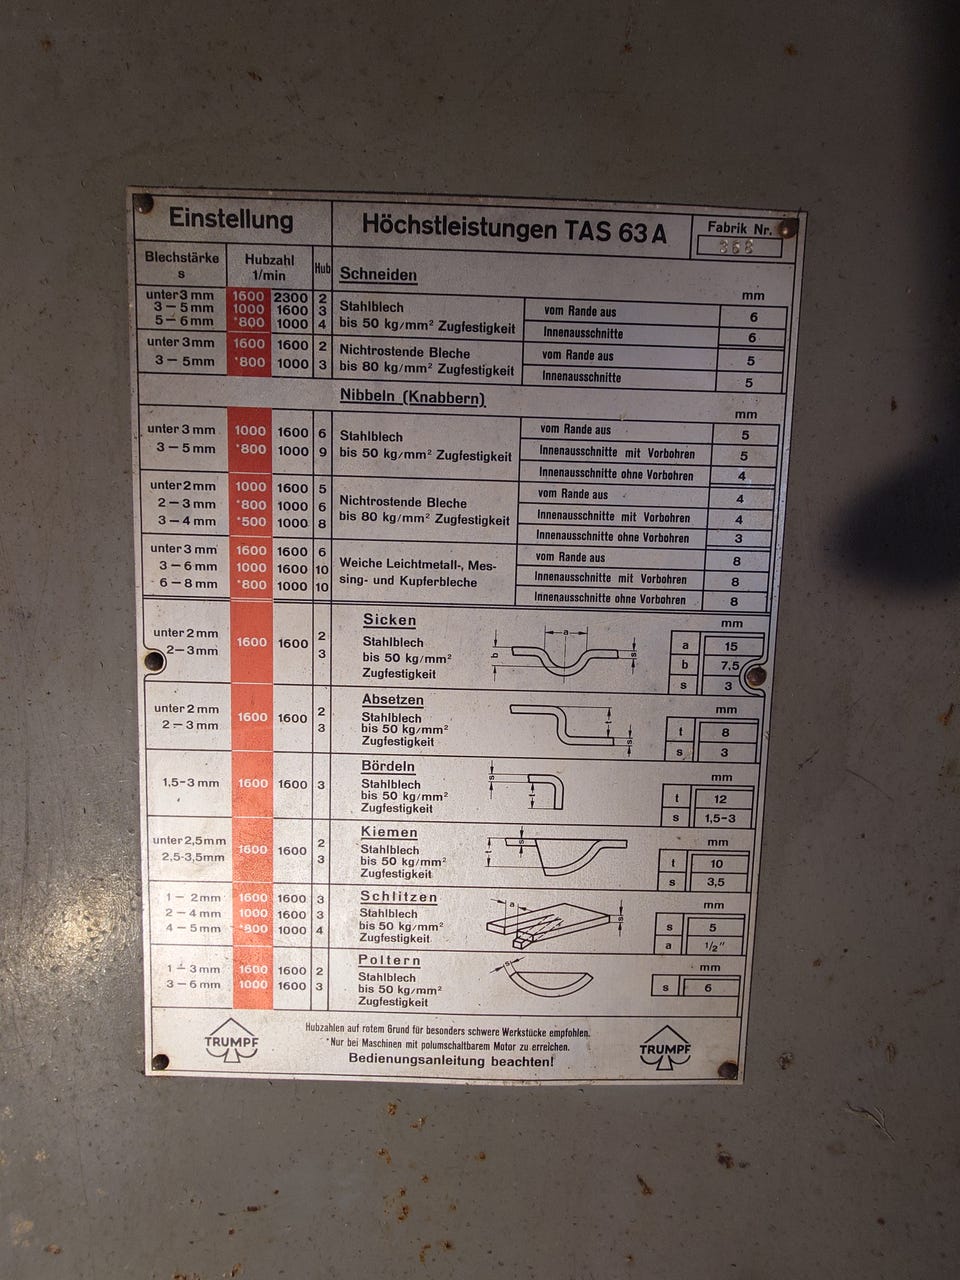 Einstellung
Höchstleistungen TAS 63 A
Fabrik Nr.
368
Blechstärke s
Hubzahl 1/min
Hub
Schneiden
mm
unter 3 mm 1600 2300 2
3 – 5 mm 1000 1600 3
5 – 6 mm *800 1000 4
Stahlblech
bis 50 kg/mm² Zugfestigkeit
vom Rande aus 6
Innenausschnitte 6
unter 3 mm 1600 1600 2
3 – 5 mm *800 1000 3
Nichtrostende Bleche
bis 80 kg/mm² Zugfestigkeit
vom Rande aus 5
Innenausschnitte 5
Nibbeln (Knabbern)
mm
unter 3 mm 1000 1600 6
3 – 5 mm *800 1000 9
Stahlblech
bis 50 kg/mm² Zugfestigkeit
vom Rande aus 5
Innenausschnitte mit Vorbohren 5
Innenausschnitte ohne Vorbohren 4
unter 2 mm 1000 1600 5
2 – 3 mm *800 1000 6
3 – 4 mm *500 1000 8
Nichtrostende Bleche
bis 80 kg/mm² Zugfestigkeit
vom Rande aus 4
Innenausschnitte mit Vorbohren 4
Innenausschnitte ohne Vorbohren 3
unter 3 mm 1600 1600 6
3 – 6 mm 1000 1600 10
6 – 8 mm *800 1000 10
Weiche Leichtmetall-, Mes-
sing- und Kupferbleche
vom Rande aus 8
Innenausschnitte mit Vorbohren 8
Innenausschnitte ohne Vorbohren 8
unter 2 mm 1600 1600 2
2 – 3 mm 3
Sicken
Stahlblech
bis 50 kg/mm²
Zugfestigkeit
a b s
mm
a 15
b 7,5
s 3
unter 2 mm 1600 1600 2
2 – 3 mm 3
Absetzen
Stahlblech
bis 50 kg/mm²
Zugfestigkeit
t s
mm
t 8
s 3
1,5-3 mm 1600 1600 3
Bördeln
Stahlblech
bis 50 kg/mm²
Zugfestigkeit
s t
mm
t 12
s 1,5-3
unter 2,5mm 1600 1600 2
2,5-3,5mm 3
Kiemen
Stahlblech
bis 50 kg/mm²
Zugfestigkeit
t s
mm
t 10
s 3,5
1 – 2 mm 1600 1600 3
2 – 4 mm 1000 1600 3
4 – 5 mm *800 1000 4
Schlitzen
Stahlblech
bis 50 kg/mm²
Zugfestigkeit
a s
mm
s 5
a 1/2"
1 – 3 mm 1600 1600 2
3 – 6 mm 1000 1600 3
Poltern
Stahlblech
bis 50 kg/mm²
Zugfestigkeit
s
mm
s 6
TRUMPF
Hubzahlen auf rotem Grund für besonders schwere Werkstücke empfohlen.
*Nur bei Maschinen mit polumschaltbarem Motor zu erreichen.
Bedienungsanleitung beachten!
TRUMPF